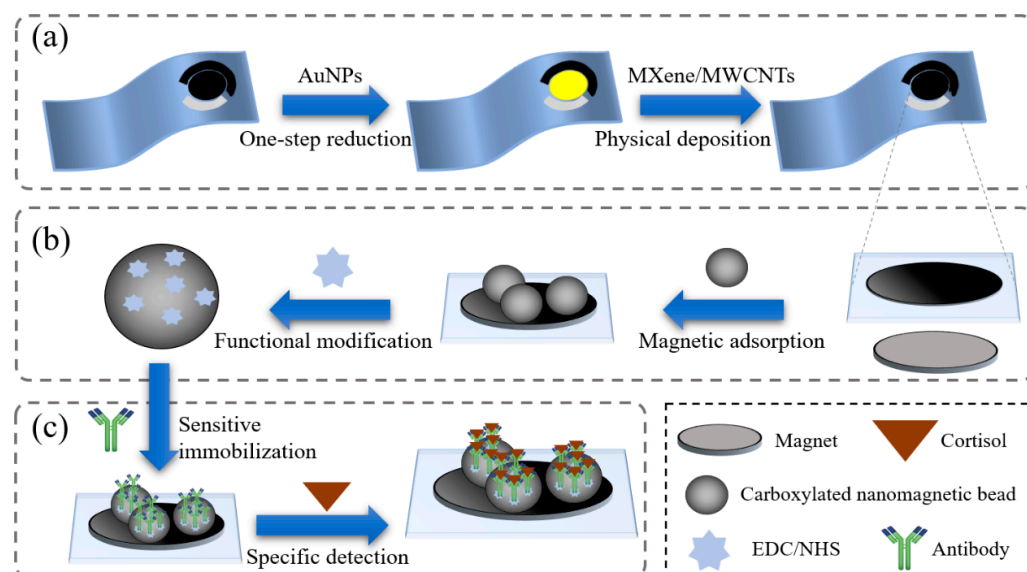 (a)
AuNPs
One-step reduction
MXene/MWCNTs
Physical deposition
(b)
Functional modification
Magnetic adsorption
(c)
Sensitive
immobilization
Specific detection
Magnet
Cortisol
Carboxylated nanomagnetic bead
EDC/NHS
Antibody